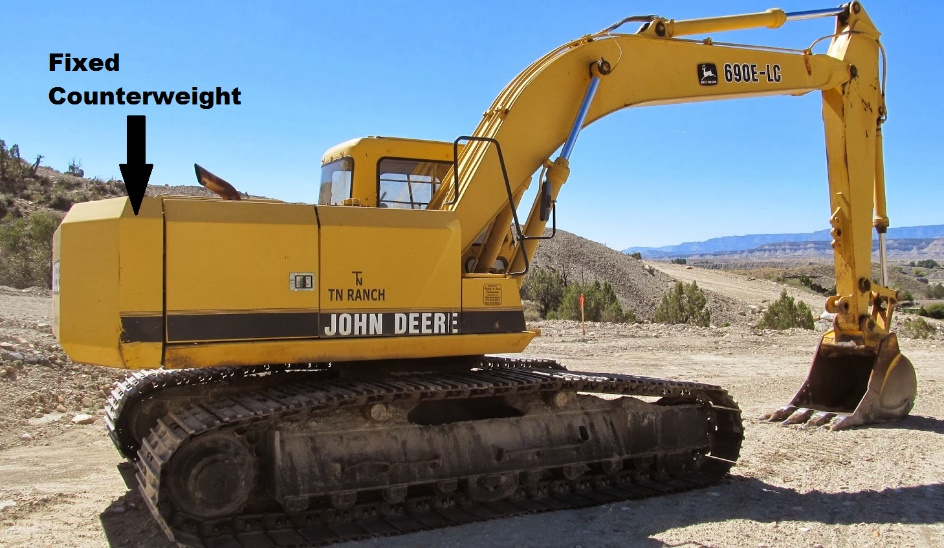 Fixed
Counterweight
690E-LC
TN
TN RANCH
JOHN DEERE